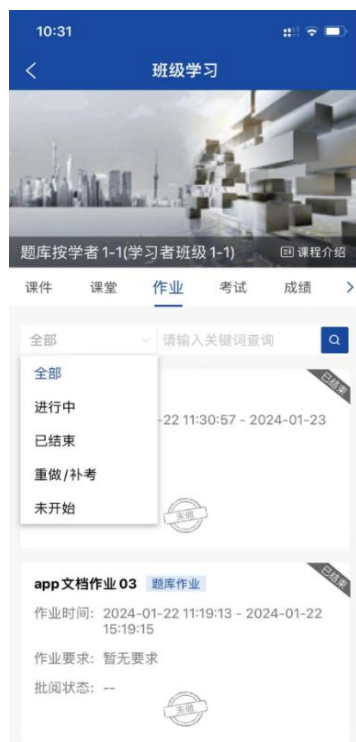 10:31
班级学习
题库按学者1-1(学习者班级1-1)
课程介绍
课件 课堂 作业 考试 成绩
全部 请输入关键词查询
全部
已结束
进行中
-22 11:30:57 - 2024-01-23
已结束
重做/补考
未开始
未做
app文档作业03 题库作业
已结束
作业时间: 2024-01-22 11:19:13 - 2024-01-22
15:19:15
作业要求: 暂无要求
批阅状态: --
未做